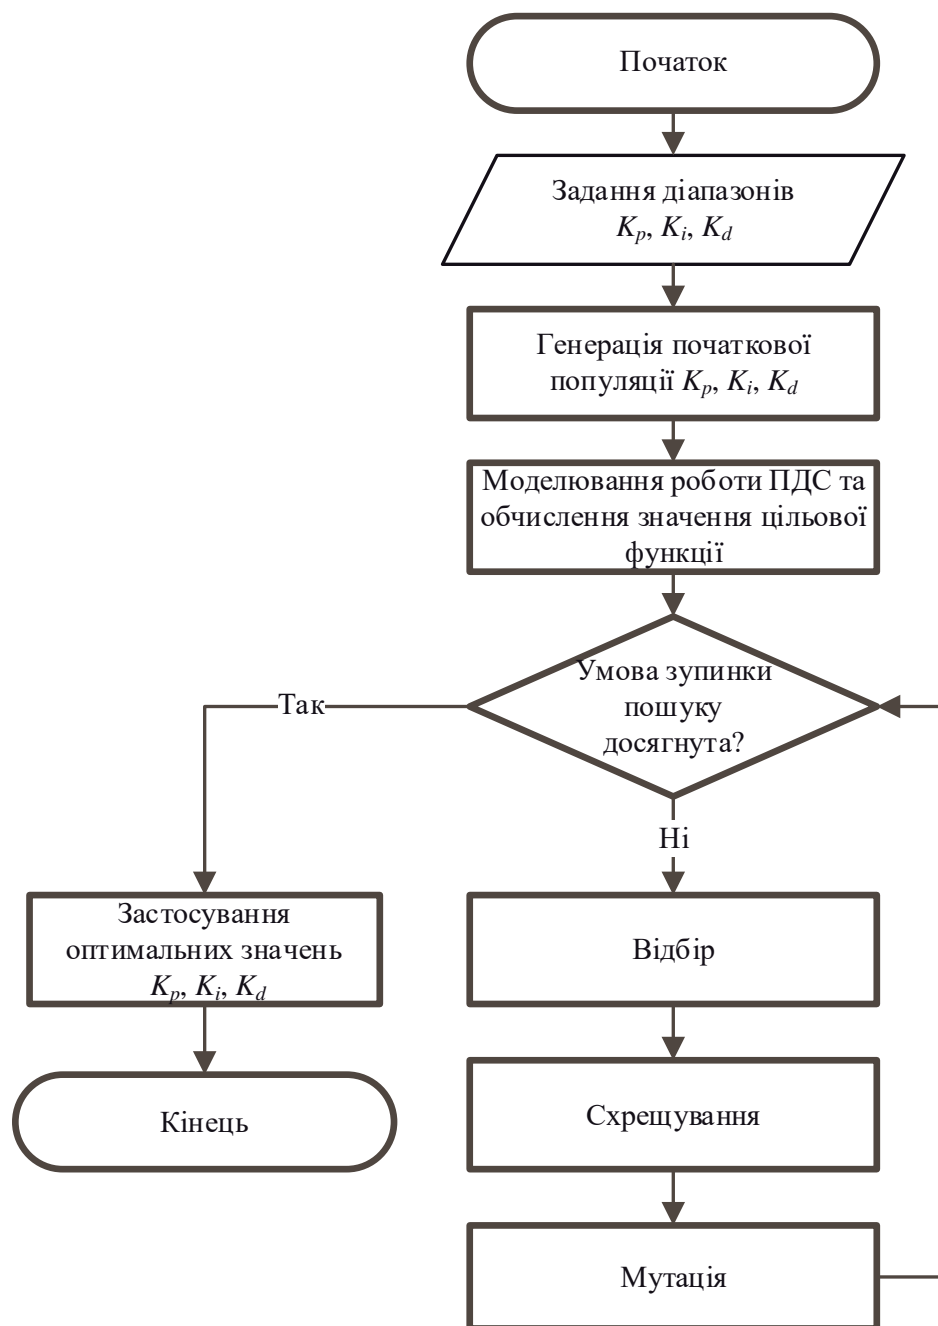 Початок
Задання діапазонів
Kp, Ki, Kd
Генерація початкової
популяції Kp, Ki, Kd
Моделювання роботи ПДС та
обчислення значення цільової
функції
Умова зупинки
пошуку
досягнута?
Так
Ні
Застосування
оптимальних значень
Kp, Ki, Kd
Відбір
Кінець
Схрещування
Мутація